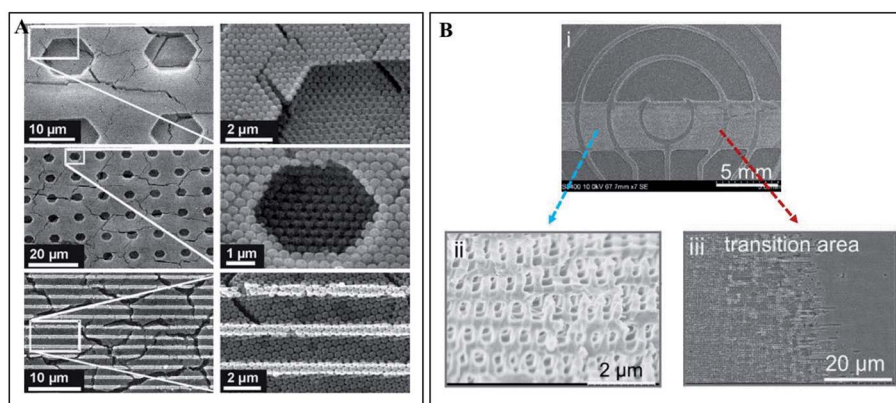 A
10 µm
2 µm
20 µm
1 µm
10 µm
2 µm
B
i
5 mm
ii
2 µm
iii
transition area
20 µm